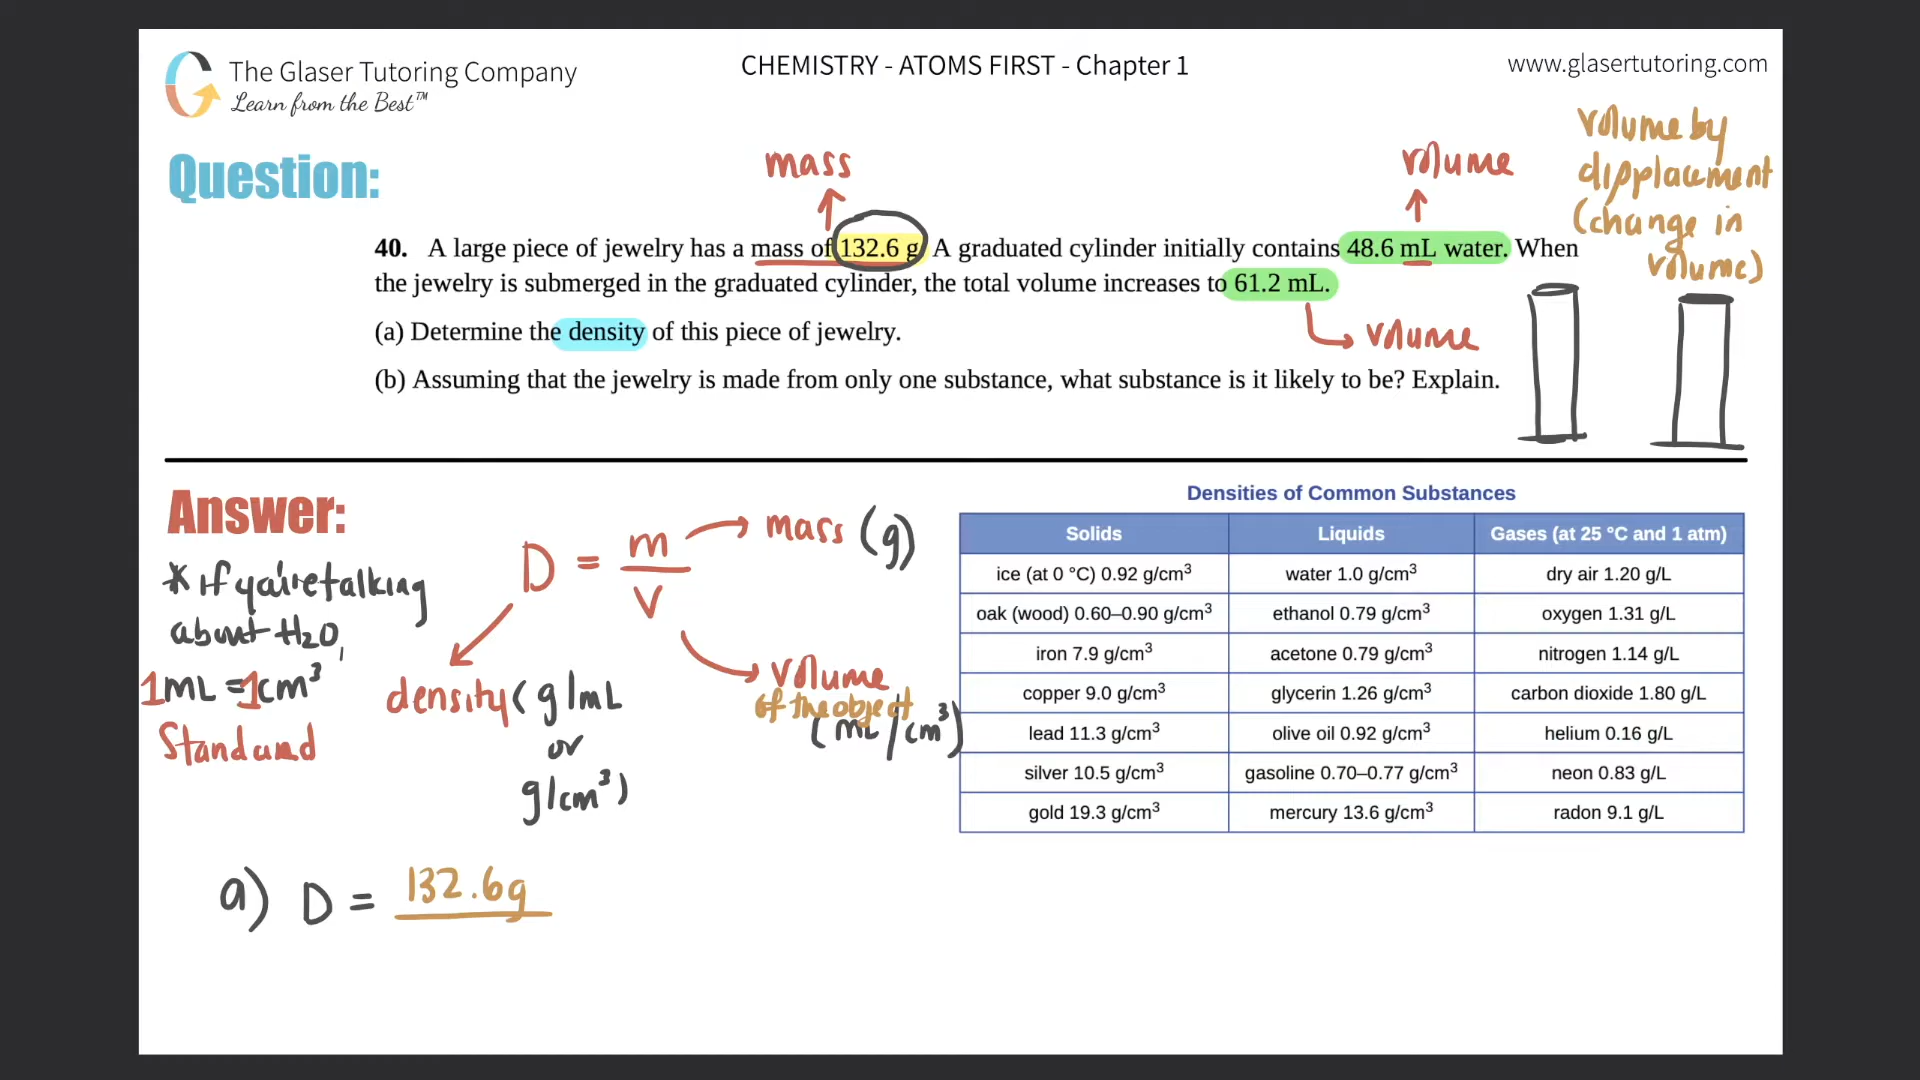 The Glaser Tutoring Company
Learn from the Best™
CHEMISTRY - ATOMS FIRST - Chapter 1
www.glasertutoring.com
Question:
mass
volume
volume by
dipplacement
(change in
volume)
40. A large piece of jewelry has a mass of 132.6 g. A graduated cylinder initially contains 48.6 mL water. When
the jewelry is submerged in the graduated cylinder, the total volume increases to 61.2 mL.
volume
(a) Determine the density of this piece of jewelry.
(b) Assuming that the jewelry is made from only one substance, what substance is it likely to be? Explain.
Answer:
* if you're talking
about H2O,
1mL = 1cm³
Standard
D = m/V
mass (g)
density (g/mL
or
g/cm³)
volume
of the object
(mL/cm³)
Densities of Common Substances
Solids Liquids Gases (at 25 °C and 1 atm)
ice (at 0 °C) 0.92 g/cm³ water 1.0 g/cm³ dry air 1.20 g/L
oak (wood) 0.60–0.90 g/cm³ ethanol 0.79 g/cm³ oxygen 1.31 g/L
iron 7.9 g/cm³ acetone 0.79 g/cm³ nitrogen 1.14 g/L
copper 9.0 g/cm³ glycerin 1.26 g/cm³ carbon dioxide 1.80 g/L
lead 11.3 g/cm³ olive oil 0.92 g/cm³ helium 0.16 g/L
silver 10.5 g/cm³ gasoline 0.70–0.77 g/cm³ neon 0.83 g/L
gold 19.3 g/cm³ mercury 13.6 g/cm³ radon 9.1 g/L
a) D = 132.6g